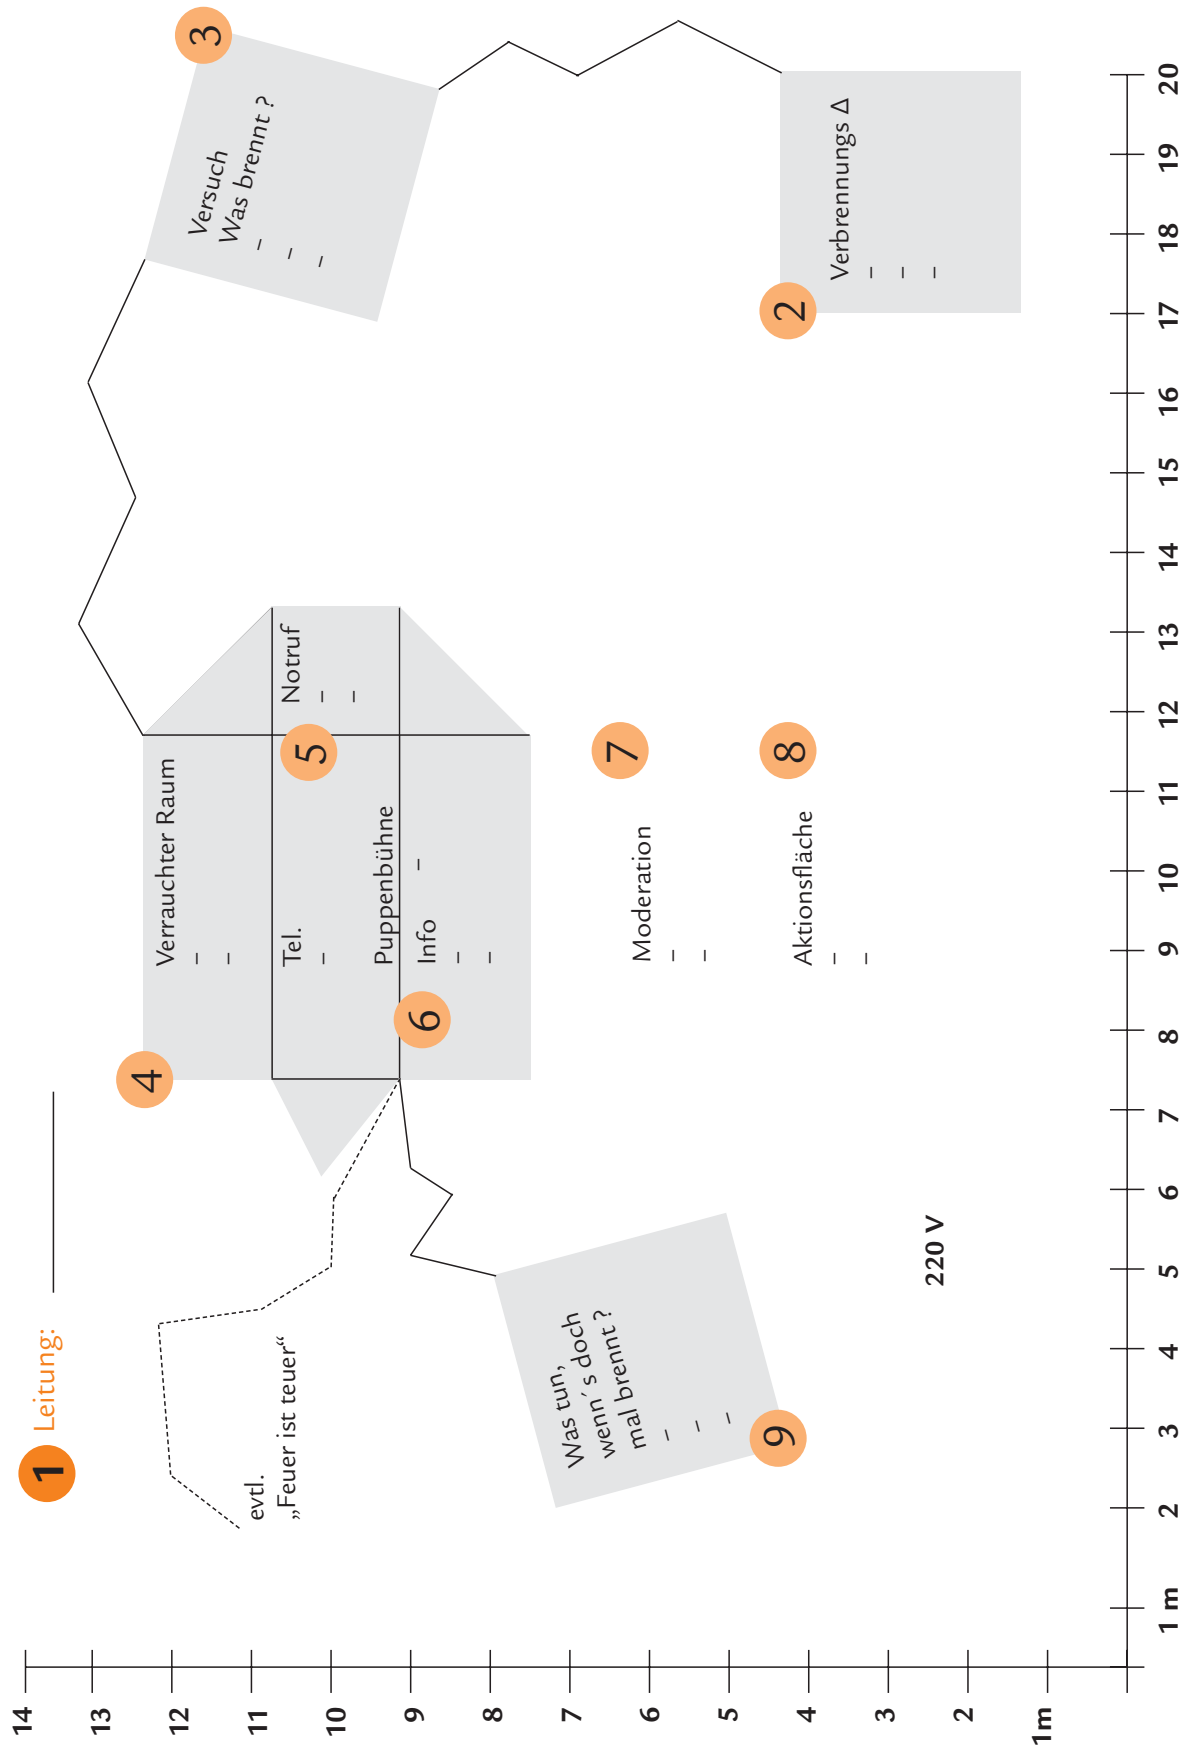 1 Leitung:
evtl.
„Feuer ist teuer“
4
Verrauchter Raum
–
–
Tel.
–
5
Notruf
–
–
Puppenbühne
6
Info –
–
–
3
Versuch
Was brennt ?
–
–
–
Was tun,
wenn´s doch
mal brennt ?
–
–
–
9
7
Moderation
–
–
8
Aktionsfläche
–
–
2
Verbrennungs Δ
–
–
–
220 V
14
13
12
11
10
9
8
7
6
5
4
3
2
1m
1 m 2 3 4 5 6 7 8 9 10 11 12 13 14 15 16 17 18 19 20